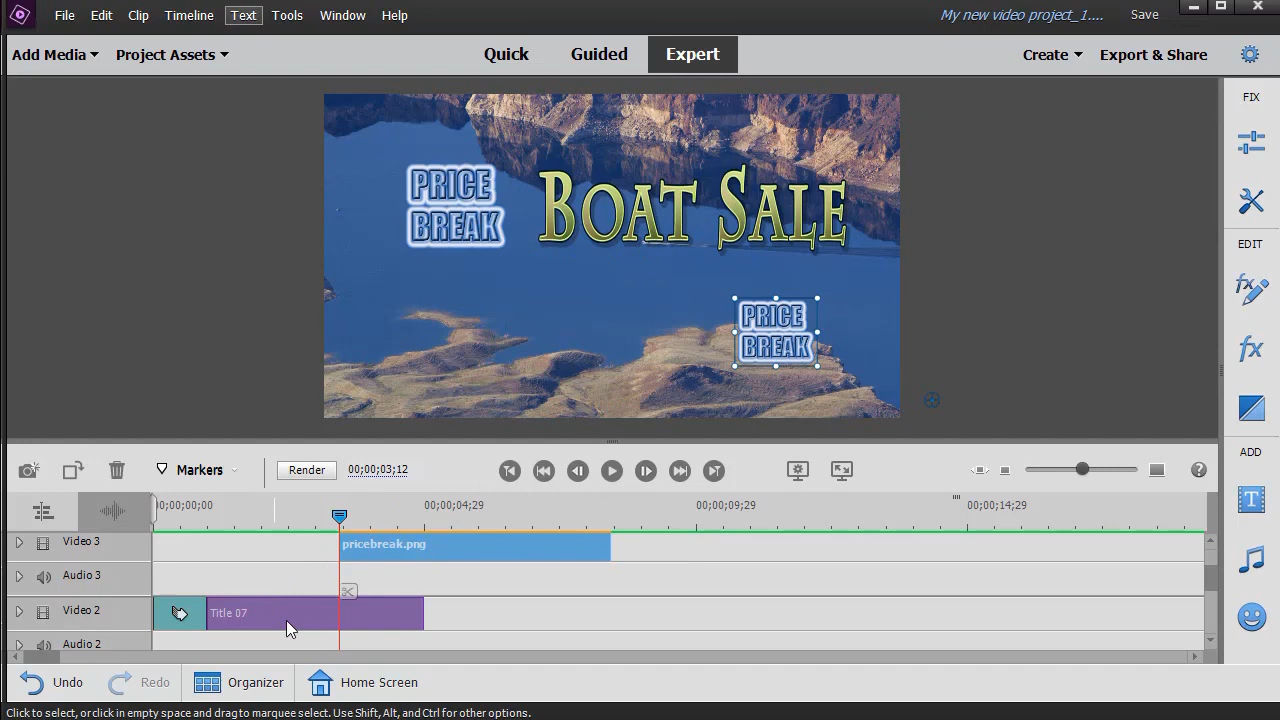 File Edit Clip Timeline Text Tools Window Help My new video project_1.... Save
Add Media Project Assets Quick Guided Expert Create Export & Share
FIX
PRICE
BREAK
BOAT SALE
EDIT
PRICE
BREAK
fx
fx
ADD
Markers Render 00;00;03;12
00;00;00;00 00;00;04;29 00;00;09;29 00;00;14;29
T
Video 3 pricebreak.png
Audio 3
Video 2 Title 07
Audio 2
Undo Redo Organizer Home Screen
Click to select, or click in empty space and drag to marquee select. Use Shift, Alt, and Ctrl for other options.